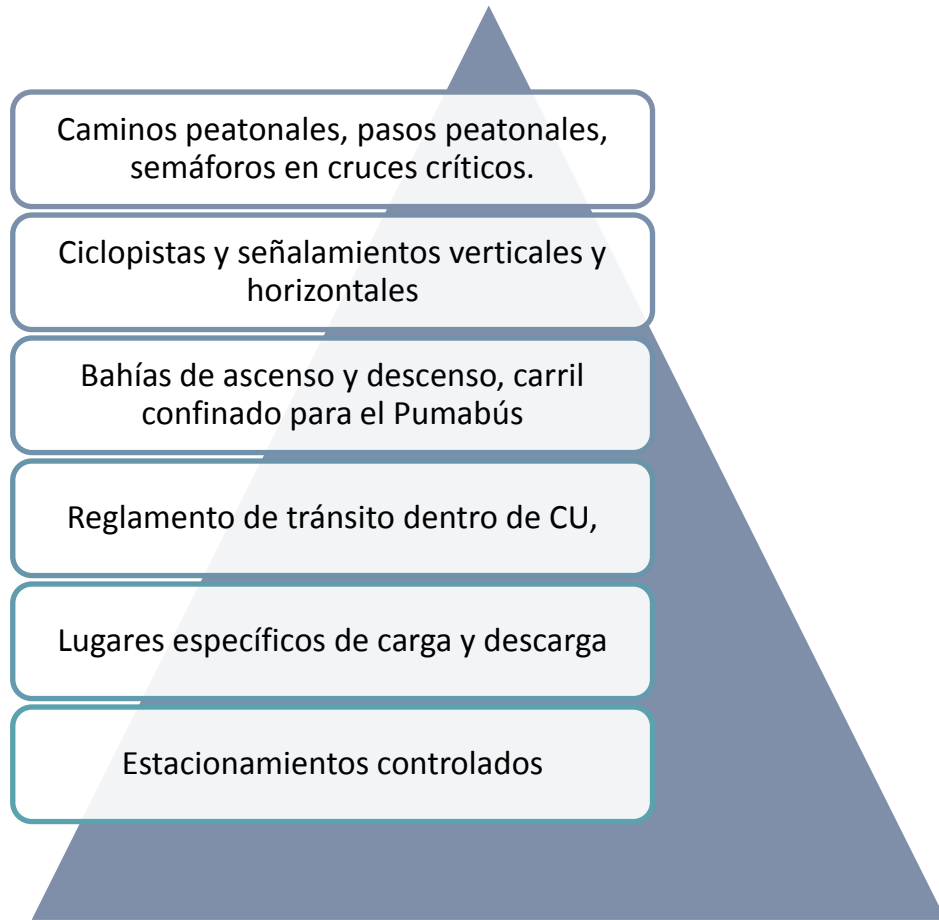 Caminos peatonales, pasos peatonales,
semáforos en cruces críticos.
Ciclopistas y señalamientos verticales y
horizontales
Bahías de ascenso y descenso, carril
confinado para el Pumabús
Reglamento de tránsito dentro de CU,
Lugares específicos de carga y descarga
Estacionamientos controlados